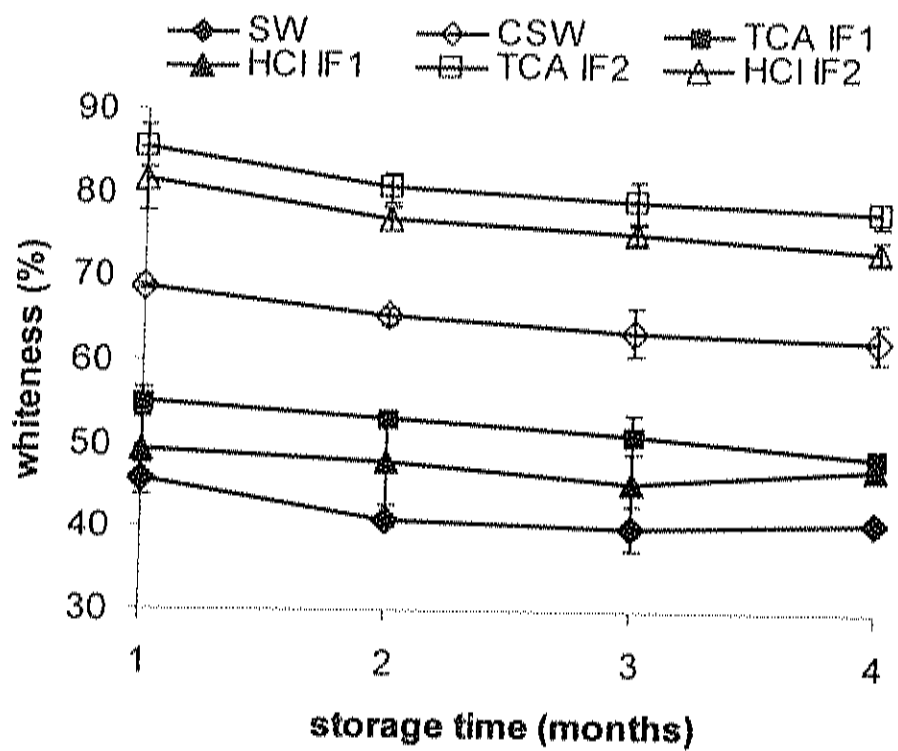 SW CSW TCA IF1
HCl IF1 TCA IF2 HCl IF2
90
80
70
60
50
40
30
whiteness (%)
1 2 3 4
storage time (months)